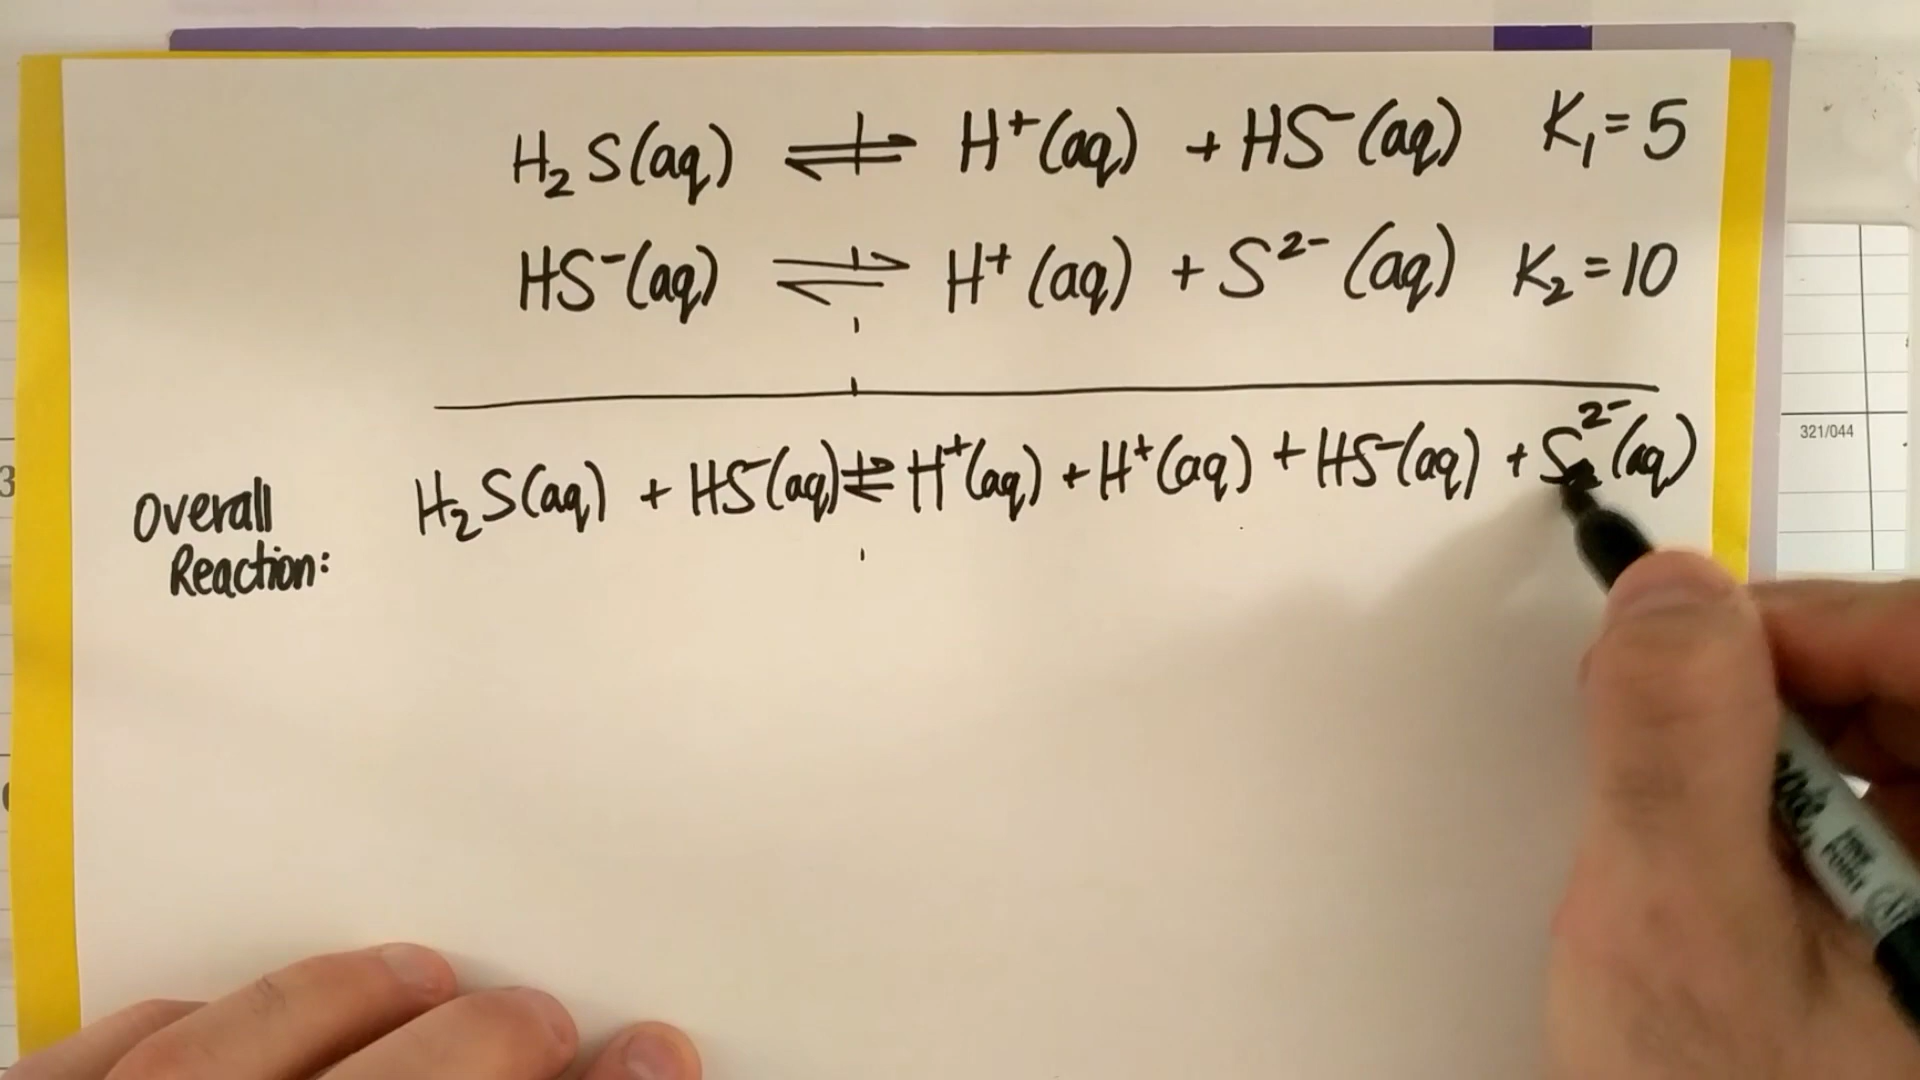 H₂S(aq) ⇌ H⁺(aq) + HS⁻(aq) K₁=5
HS⁻(aq) ⇌ H⁺(aq) + S²⁻(aq) K₂=10
Overall Reaction: H₂S(aq) + HS⁻(aq) ⇌ H⁺(aq) + H⁺(aq) + HS⁻(aq) + S²⁻(aq)
321/044
3